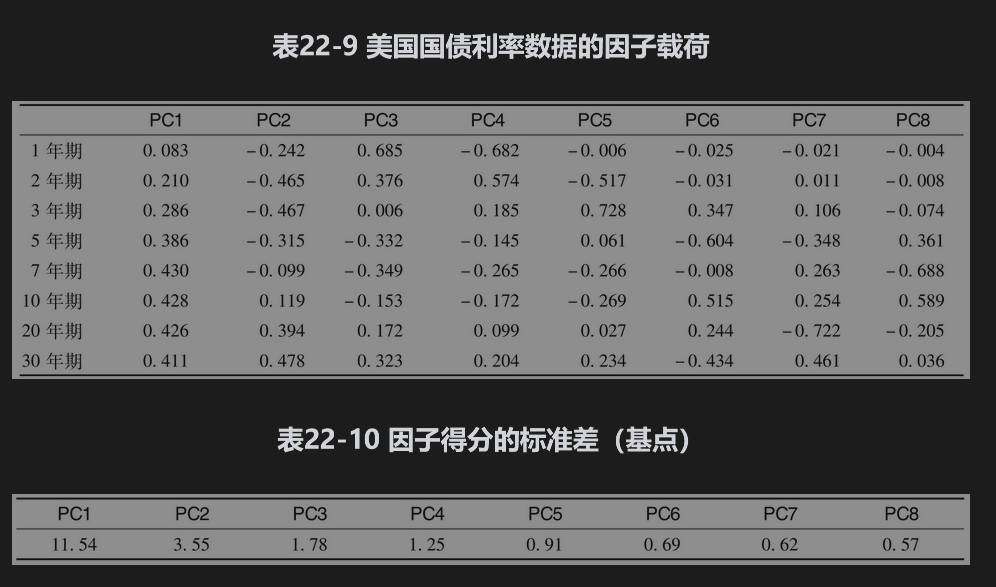 表22-9 美国国债利率数据的因子载荷
PC1 PC2 PC3 PC4 PC5 PC6 PC7 PC8
1 年期 0.083 -0.242 0.685 -0.682 -0.006 -0.025 -0.021 -0.004
2 年期 0.210 -0.465 0.376 0.574 -0.517 -0.031 0.011 -0.008
3 年期 0.286 -0.467 0.006 0.185 0.728 0.347 0.106 -0.074
5 年期 0.386 -0.315 -0.332 -0.145 0.061 -0.604 -0.348 0.361
7 年期 0.430 -0.099 -0.349 -0.265 -0.266 -0.008 0.263 -0.688
10 年期 0.428 0.119 -0.153 -0.172 -0.269 0.515 0.254 0.589
20 年期 0.426 0.394 0.172 0.099 0.027 0.244 -0.722 -0.205
30 年期 0.411 0.478 0.323 0.204 0.234 -0.434 0.461 0.036
表22-10 因子得分的标准差（基点）
PC1 PC2 PC3 PC4 PC5 PC6 PC7 PC8
11.54 3.55 1.78 1.25 0.91 0.69 0.62 0.57